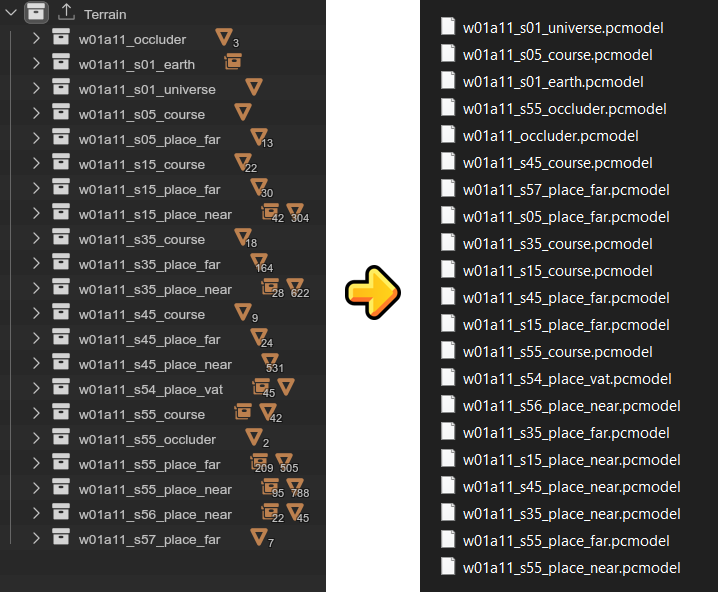 Terrain
w01a11_occluder 3
w01a11_s01_earth
w01a11_s01_universe
w01a11_s05_course
w01a11_s05_place_far 13
w01a11_s15_course 22
w01a11_s15_place_far 30
w01a11_s15_place_near 42 304
w01a11_s35_course 18
w01a11_s35_place_far 164
w01a11_s35_place_near 28 622
w01a11_s45_course 9
w01a11_s45_place_far 24
w01a11_s45_place_near 531
w01a11_s54_place_vat 45
w01a11_s55_course 42
w01a11_s55_occluder 2
w01a11_s55_place_far 209 505
w01a11_s55_place_near 95 788
w01a11_s56_place_near 22 45
w01a11_s57_place_far 7
w01a11_s01_universe.pcmodel
w01a11_s05_course.pcmodel
w01a11_s01_earth.pcmodel
w01a11_s55_occluder.pcmodel
w01a11_occluder.pcmodel
w01a11_s45_course.pcmodel
w01a11_s57_place_far.pcmodel
w01a11_s05_place_far.pcmodel
w01a11_s35_course.pcmodel
w01a11_s15_course.pcmodel
w01a11_s45_place_far.pcmodel
w01a11_s15_place_far.pcmodel
w01a11_s55_course.pcmodel
w01a11_s54_place_vat.pcmodel
w01a11_s56_place_near.pcmodel
w01a11_s35_place_far.pcmodel
w01a11_s15_place_near.pcmodel
w01a11_s45_place_near.pcmodel
w01a11_s35_place_near.pcmodel
w01a11_s55_place_far.pcmodel
w01a11_s55_place_near.pcmodel